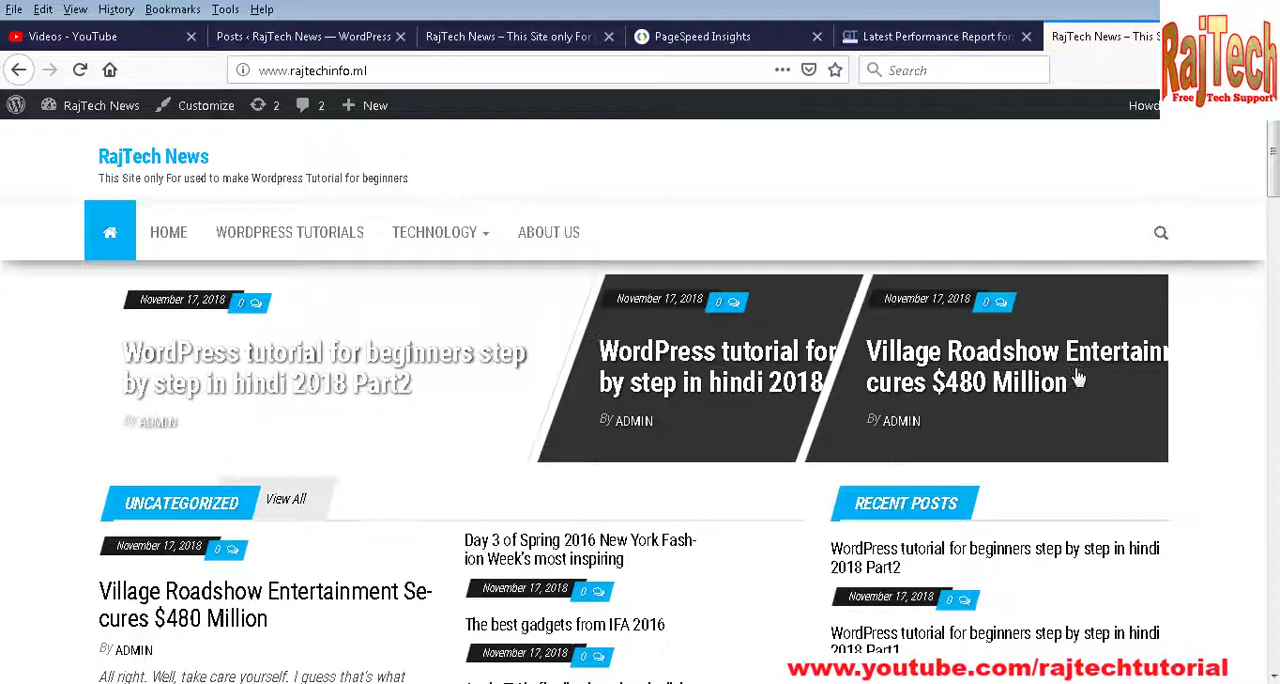 File Edit View History Bookmarks Tools Help
Videos - YouTube
Posts ‹ RajTech News — WordPress
RajTech News – This Site only For
PageSpeed Insights
GT Latest Performance Report for
RajTech News – This S
www.rajtechinfo.ml
Search
RajTech
Free Tech Support
RajTech News Customize 2 2 New
Howd
RajTech News
This Site only For used to make Wordpress Tutorial for beginners
HOME WORDPRESS TUTORIALS TECHNOLOGY ABOUT US
November 17, 2018 0
WordPress tutorial for beginners step
by step in hindi 2018 Part2
By ADMIN
November 17, 2018 0
WordPress tutorial for
by step in hindi 2018
By ADMIN
November 17, 2018 0
Village Roadshow Entertainm
cures $480 Million
By ADMIN
UNCATEGORIZED View All
November 17, 2018 0
Village Roadshow Entertainment Se-
cures $480 Million
By ADMIN
All right. Well, take care yourself. I guess that's what
Day 3 of Spring 2016 New York Fash-
ion Week's most inspiring
November 17, 2018 0
The best gadgets from IFA 2016
November 17, 2018 0
RECENT POSTS
WordPress tutorial for beginners step by step in hindi
2018 Part2
November 17, 2018 0
WordPress tutorial for beginners step by step in hindi
2018 Part1
www.youtube.com/rajtechtutorial